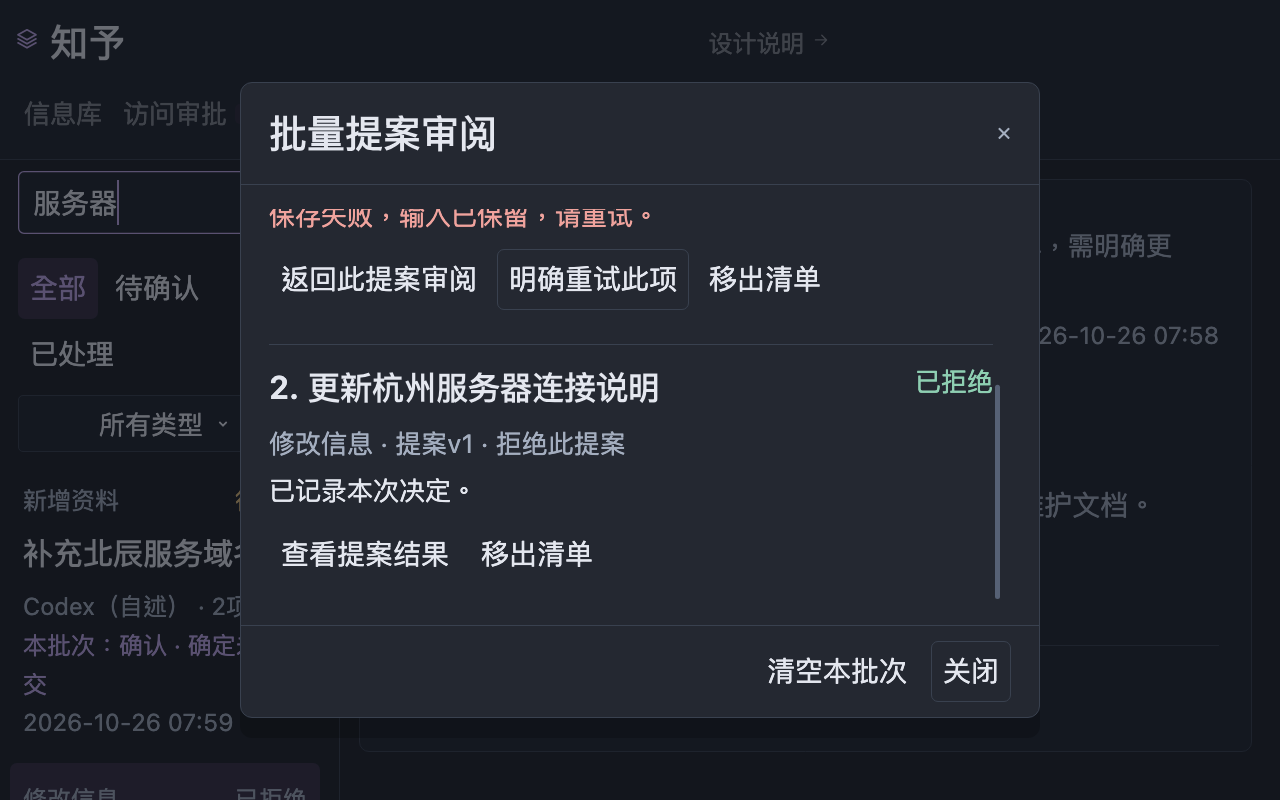 知予
设计说明 →
信息库 访问审批
批量提案审阅
×
服务器
保存失败，输入已保留，请重试。
，需明确更
返回此提案审阅 明确重试此项 移出清单
全部 待确认
26-10-26 07:58
已处理
2. 更新杭州服务器连接说明
已拒绝
所有类型
修改信息 · 提案v1 · 拒绝此提案
新增资料
已记录本次决定。
护文档。
补充北辰服务域
查看提案结果 移出清单
Codex（自述） · 2项
本批次：确认 · 确定
交
清空本批次 关闭
2026-10-26 07:59
修改信息 已拒绝